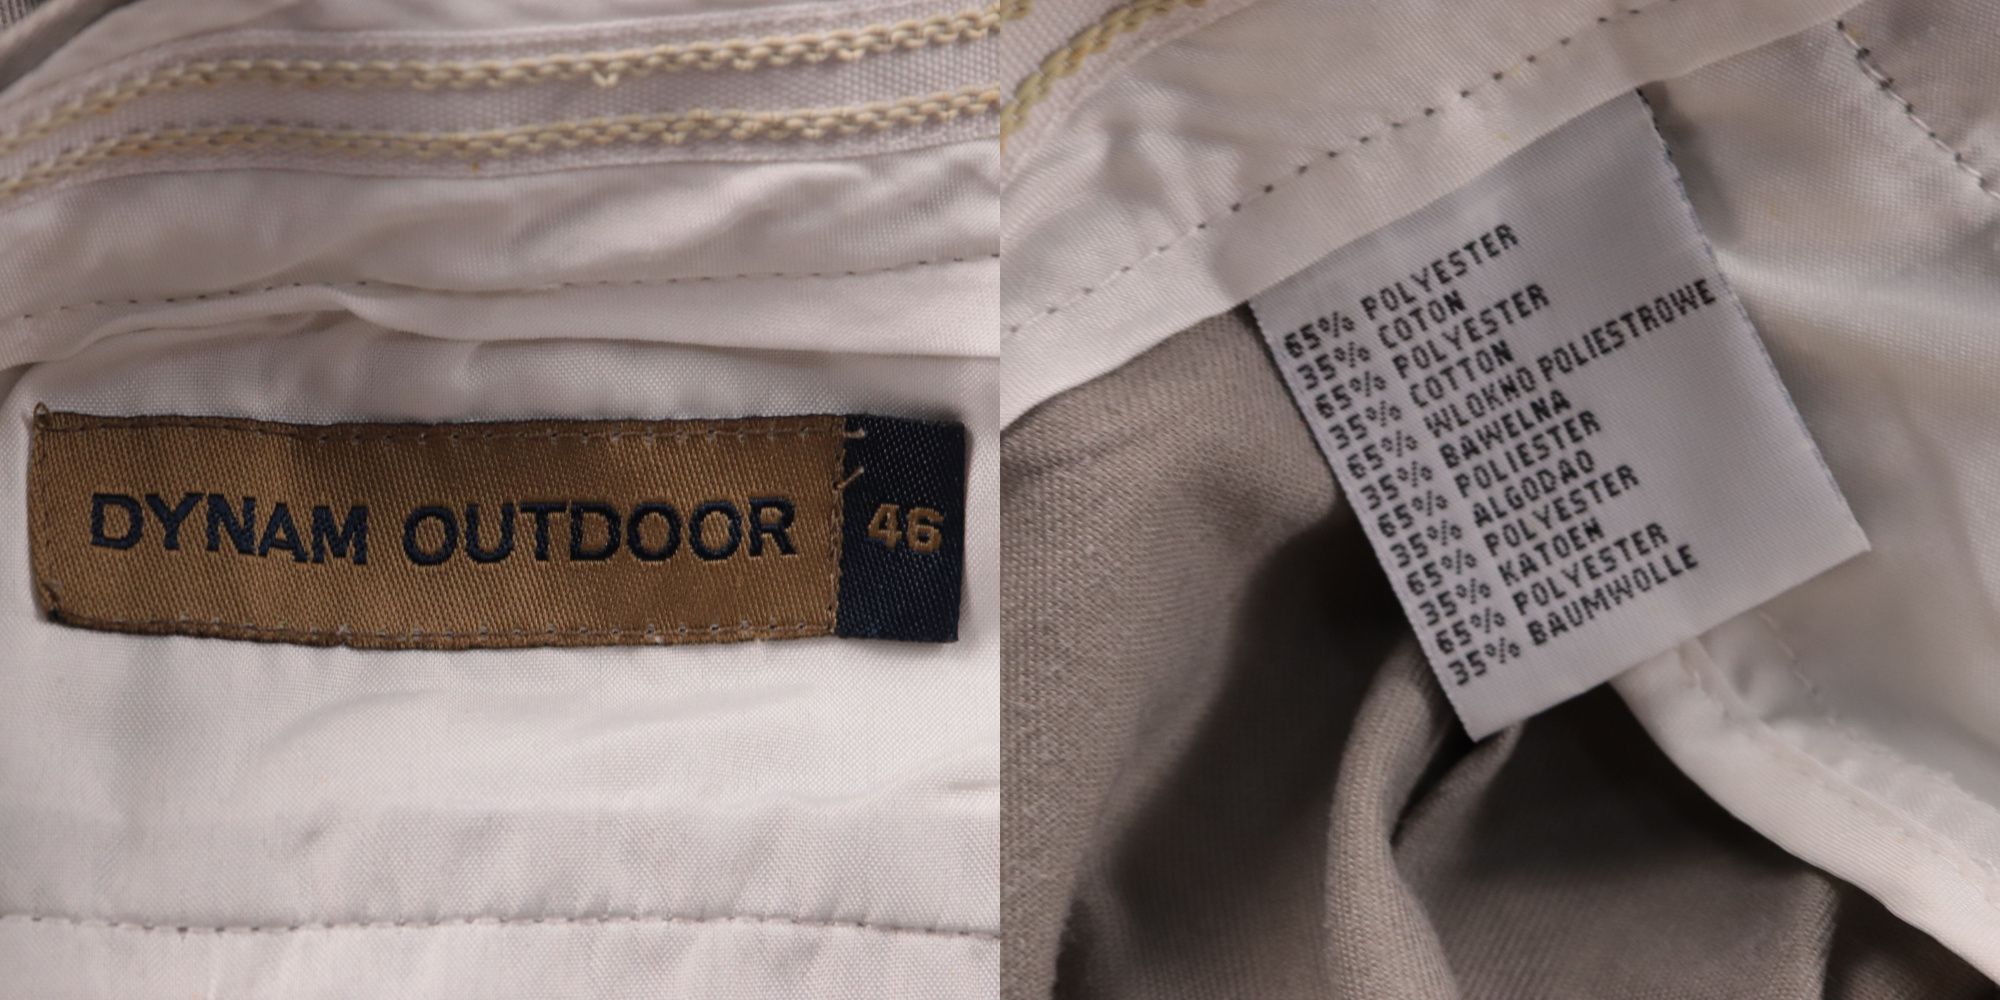 DYNAM OUTDOOR
46
65% POLYESTER
35% COTON
65% POLYESTER
35% COTTON
65% WLOKNO POLIESTROWE
35% BAWELNA
65% POLIESTER
35% ALGODAO
65% POLYESTER
35% KATOEN
65% POLYESTER
35% BAUMWOLLE